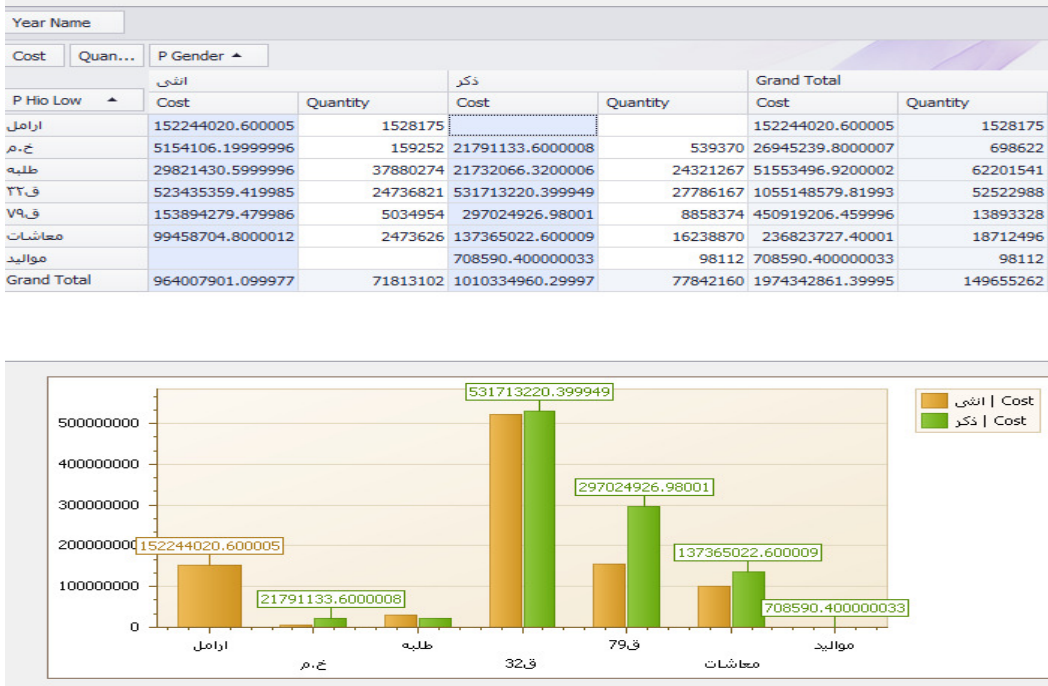 Year Name
Cost Quan... P Gender
انثى ذكر Grand Total
P Hio Low Cost Quantity Cost Quantity Cost Quantity
ارامل 152244020.600005 1528175 152244020.600005 1528175
خ.م 5154106.19999996 159252 21791133.6000008 539370 26945239.8000007 698622
طلبه 29821430.5999996 37880274 21732066.3200006 24321267 51553496.9200002 62201541
ق٣٢ 523435359.419985 24736821 531713220.399949 27786167 1055148579.81993 52522988
ق٧٩ 153894279.479986 5034954 297024926.98001 8858374 450919206.459996 13893328
معاشات 99458704.8000012 2473626 137365022.600009 16238870 236823727.40001 18712496
مواليد 708590.400000033 98112 708590.400000033 98112
Grand Total 964007901.099977 71813102 1010334960.29997 77842160 1974342861.39995 149655262
531713220.399949
انثى | Cost
ذكر | Cost
500000000
400000000
297024926.98001
300000000
200000000 152244020.600005
137365022.600009
100000000
21791133.6000008
708590.400000033
0
ارامل طلبه ق79 مواليد
خ.م ق32 معاشات